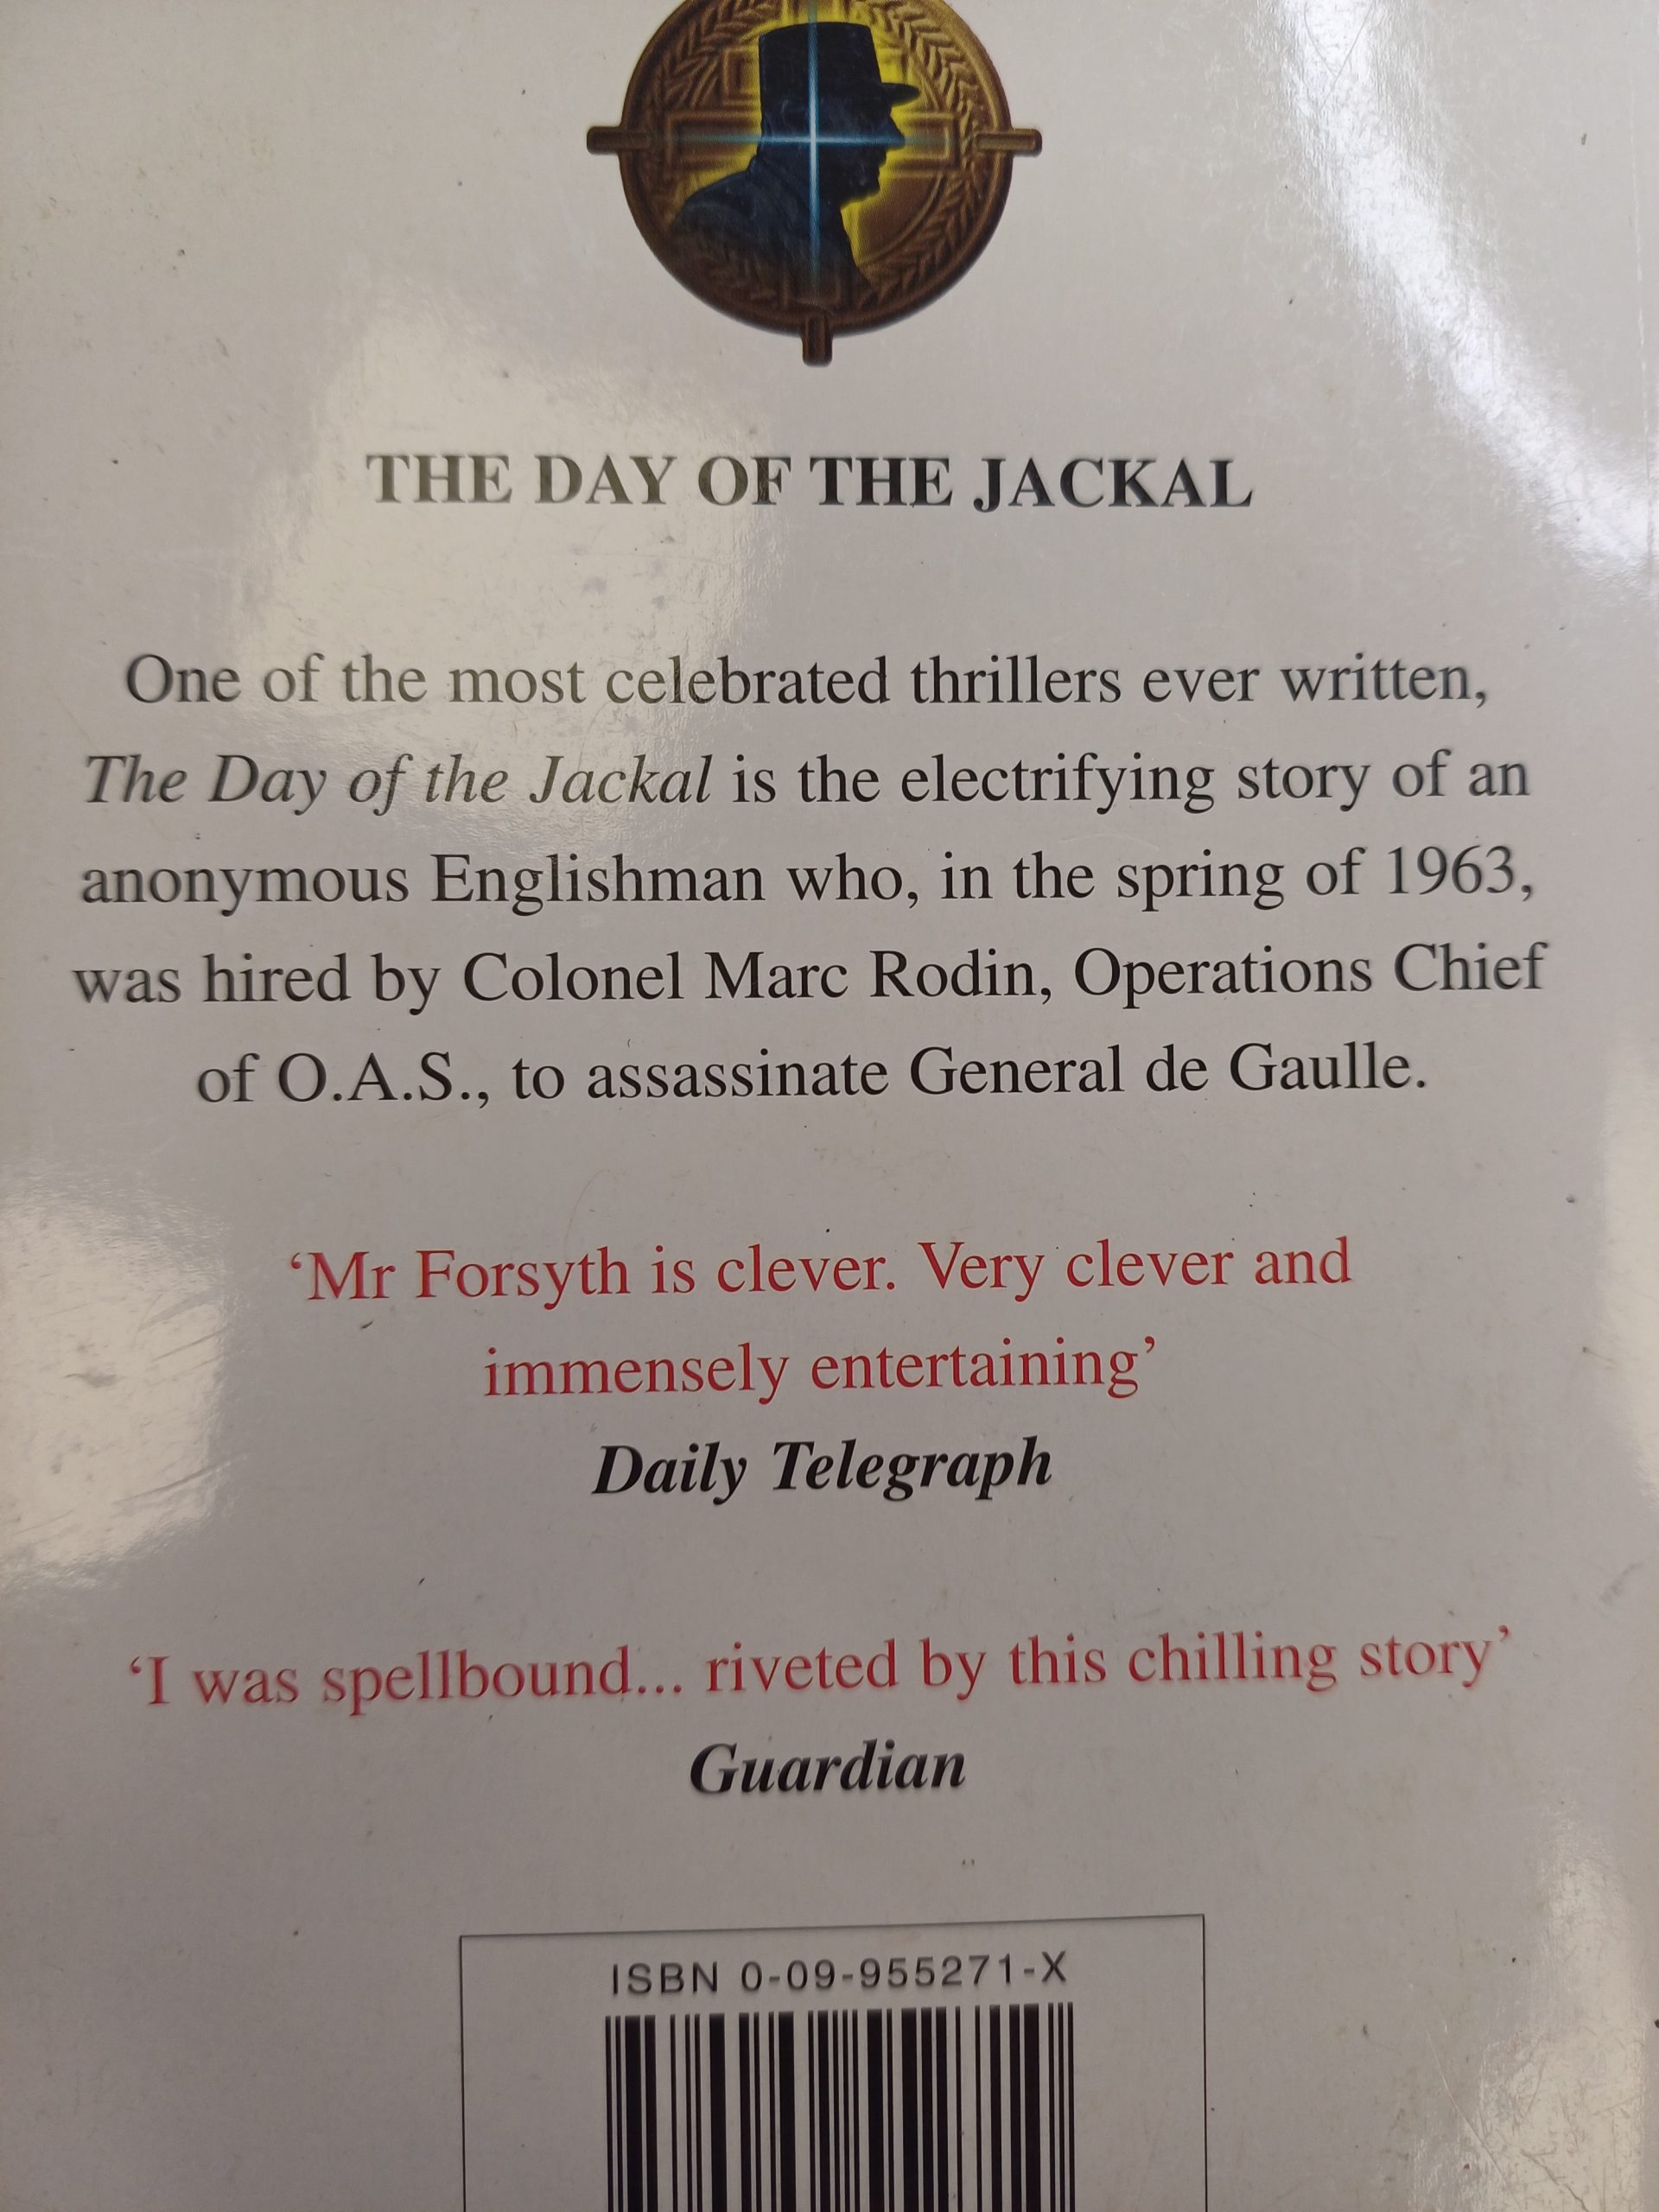 THE DAY OF THE JACKAL
One of the most celebrated thrillers ever written,
The Day of the Jackal is the electrifying story of an
anonymous Englishman who, in the spring of 1963,
was hired by Colonel Marc Rodin, Operations Chief
of O.A.S., to assassinate General de Gaulle.
‘Mr Forsyth is clever. Very clever and
immensely entertaining’
Daily Telegraph
‘I was spellbound... riveted by this chilling story’
Guardian
ISBN 0-09-955271-X